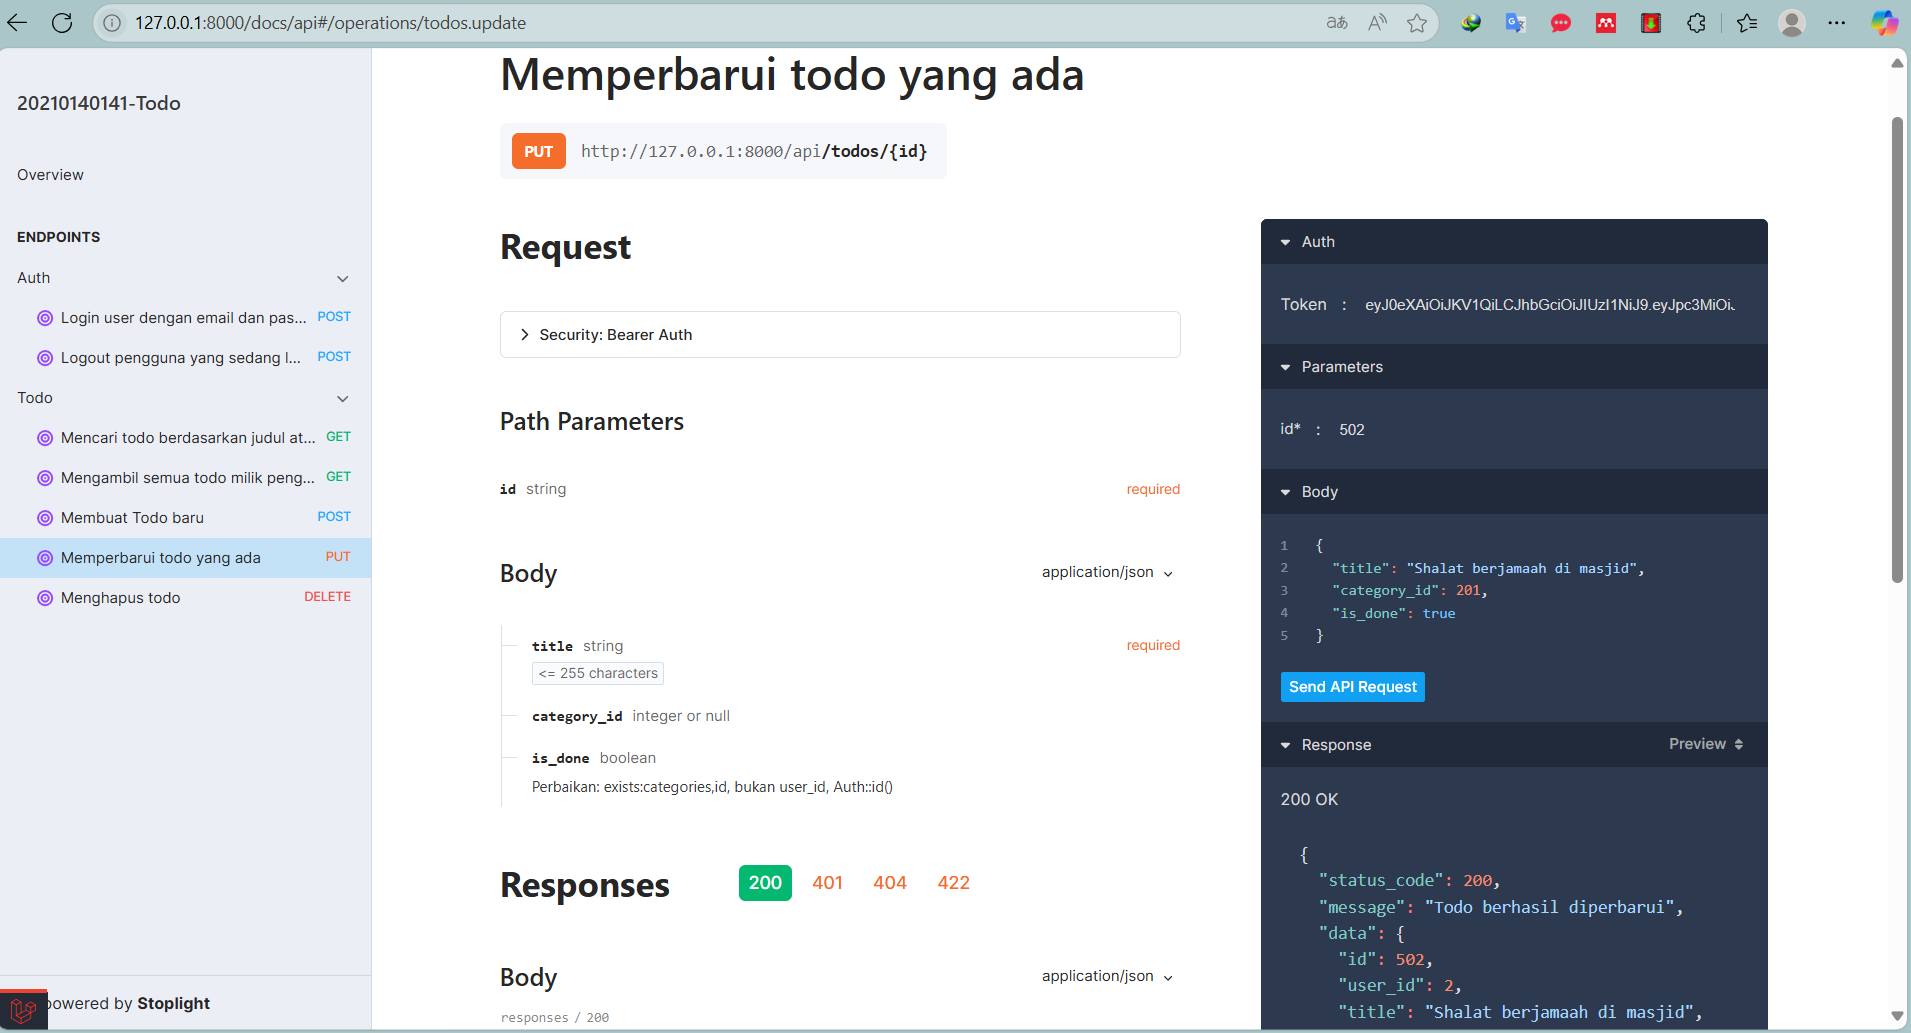 127.0.0.1:8000/docs/api#/operations/todos.update
20210140141-Todo
Overview
ENDPOINTS
Auth
Login user dengan email dan pas... POST
Logout pengguna yang sedang l... POST
Todo
Mencari todo berdasarkan judul at... GET
Mengambil semua todo milik peng... GET
Membuat Todo baru POST
Memperbarui todo yang ada PUT
Menghapus todo DELETE
powered by Stoplight
Memperbarui todo yang ada
PUT http://127.0.0.1:8000/api/todos/{id}
Request
Security: Bearer Auth
Path Parameters
id string required
Body application/json
title string required
<= 255 characters
category_id integer or null
is_done boolean
Perbaikan: exists:categories,id, bukan user_id, Auth::id()
Responses 200 401 404 422
Body application/json
responses / 200
Auth
Token : eyJ0eXAiOiJKV1QiLCJhbGciOiJIUzI1NiJ9.eyJpc3MiOiJ
Parameters
id* : 502
Body
1 {
2 "title": "Shalat berjamaah di masjid",
3 "category_id": 201,
4 "is_done": true
5 }
Send API Request
Response Preview
200 OK
{
"status_code": 200,
"message": "Todo berhasil diperbarui",
"data": {
"id": 502,
"user_id": 2,
"title": "Shalat berjamaah di masjid",